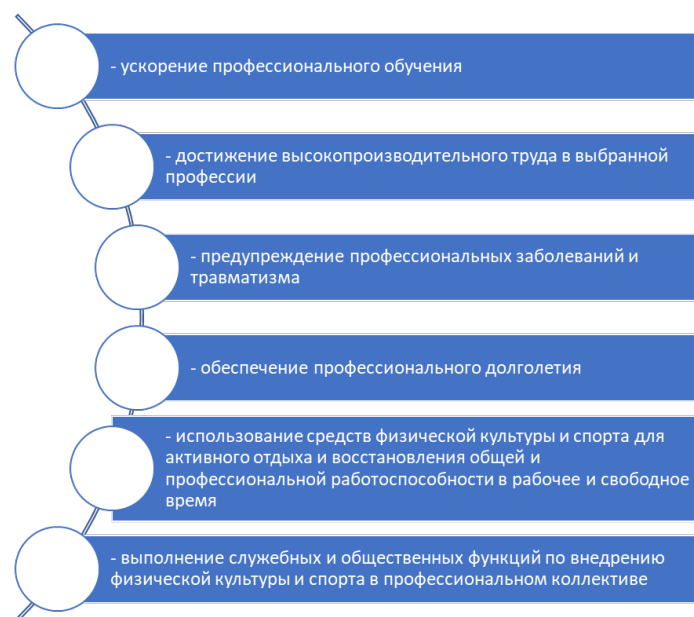 - ускорение профессионального обучения
- достижение высокопроизводительного труда в выбранной
профессии
- предупреждение профессиональных заболеваний и
травматизма
- обеспечение профессионального долголетия
- использование средств физической культуры и спорта для
активного отдыха и восстановления общей и
профессиональной работоспособности в рабочее и свободное
время
- выполнение служебных и общественных функций по внедрению
физической культуры и спорта в профессиональном коллективе